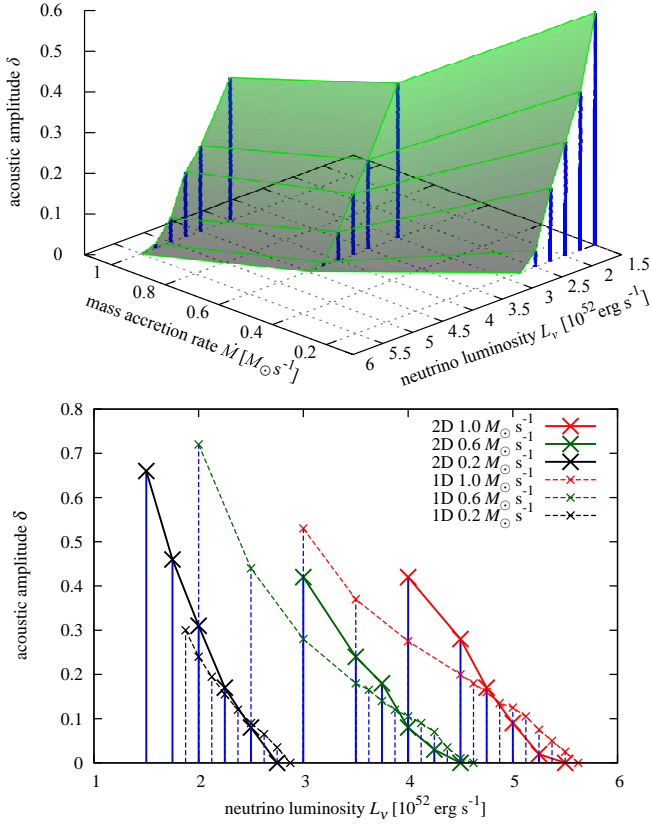 0.6
0.5
0.4
0.3
0.2
0.1
0
acoustic amplitude δ
1
0.8
0.6
0.4
0.2
mass accretion rate Ṁ [M⊙s⁻¹]
6
5.5
5
4.5
4
3.5
3
2.5
2
1.5
neutrino luminosity Lν [10⁵² erg s⁻¹]
0.8
0.7
0.6
0.5
0.4
0.3
0.2
0.1
0
acoustic amplitude δ
2D 1.0 M⊙ s⁻¹
2D 0.6 M⊙ s⁻¹
2D 0.2 M⊙ s⁻¹
1D 1.0 M⊙ s⁻¹
1D 0.6 M⊙ s⁻¹
1D 0.2 M⊙ s⁻¹
1 2 3 4 5 6
neutrino luminosity Lν [10⁵² erg s⁻¹]